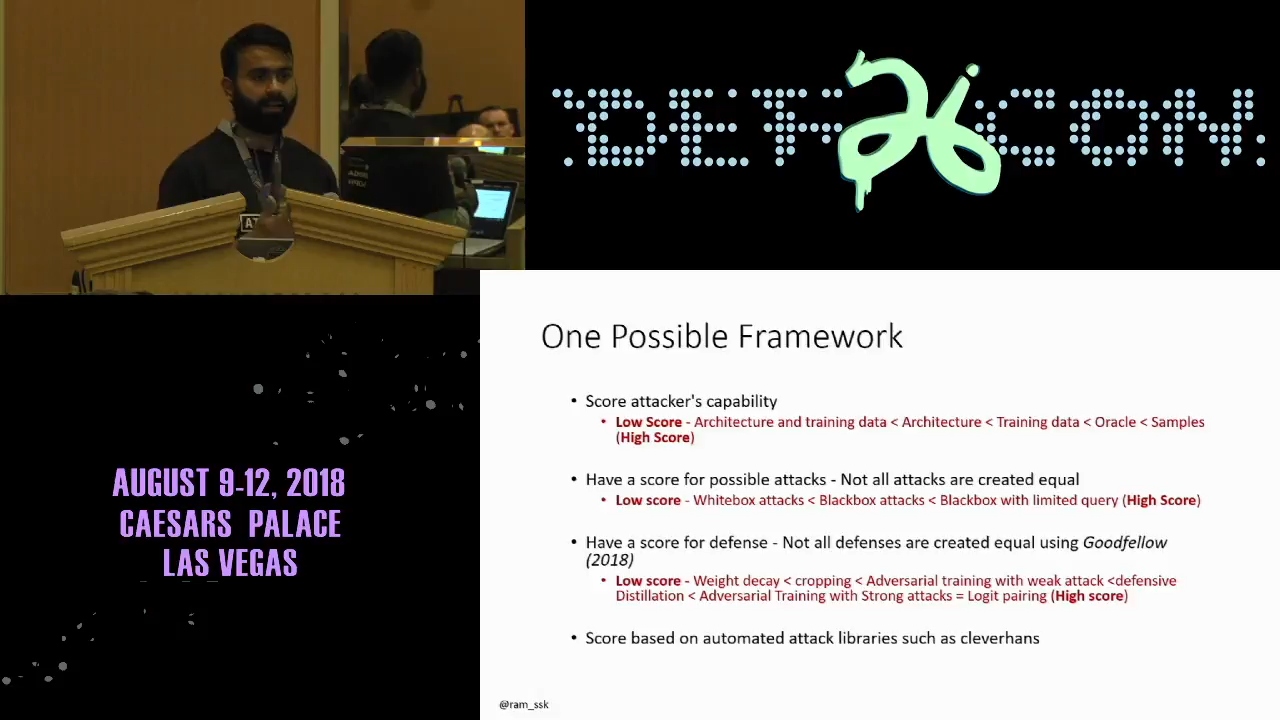 DEF 26 CON
AT
AUGUST 9-12, 2018
CAESARS PALACE
LAS VEGAS
One Possible Framework
• Score attacker's capability
• Low Score - Architecture and training data < Architecture < Training data < Oracle < Samples
(High Score)
• Have a score for possible attacks - Not all attacks are created equal
• Low score - Whitebox attacks < Blackbox attacks < Blackbox with limited query (High Score)
• Have a score for defense - Not all defenses are created equal using Goodfellow
(2018)
• Low score - Weight decay < cropping < Adversarial training with weak attack <defensive
Distillation < Adversarial Training with Strong attacks = Logit pairing (High score)
• Score based on automated attack libraries such as cleverhans
@ram_ssk